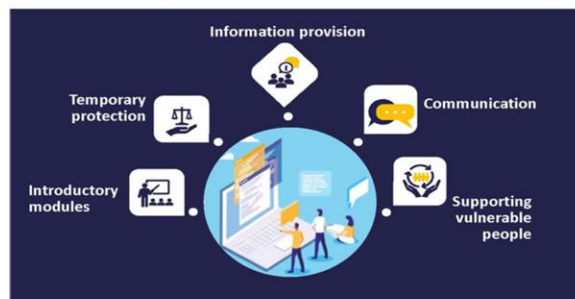 Information provision
Temporary
protection
Communication
Introductory
modules
Supporting
vulnerable
people